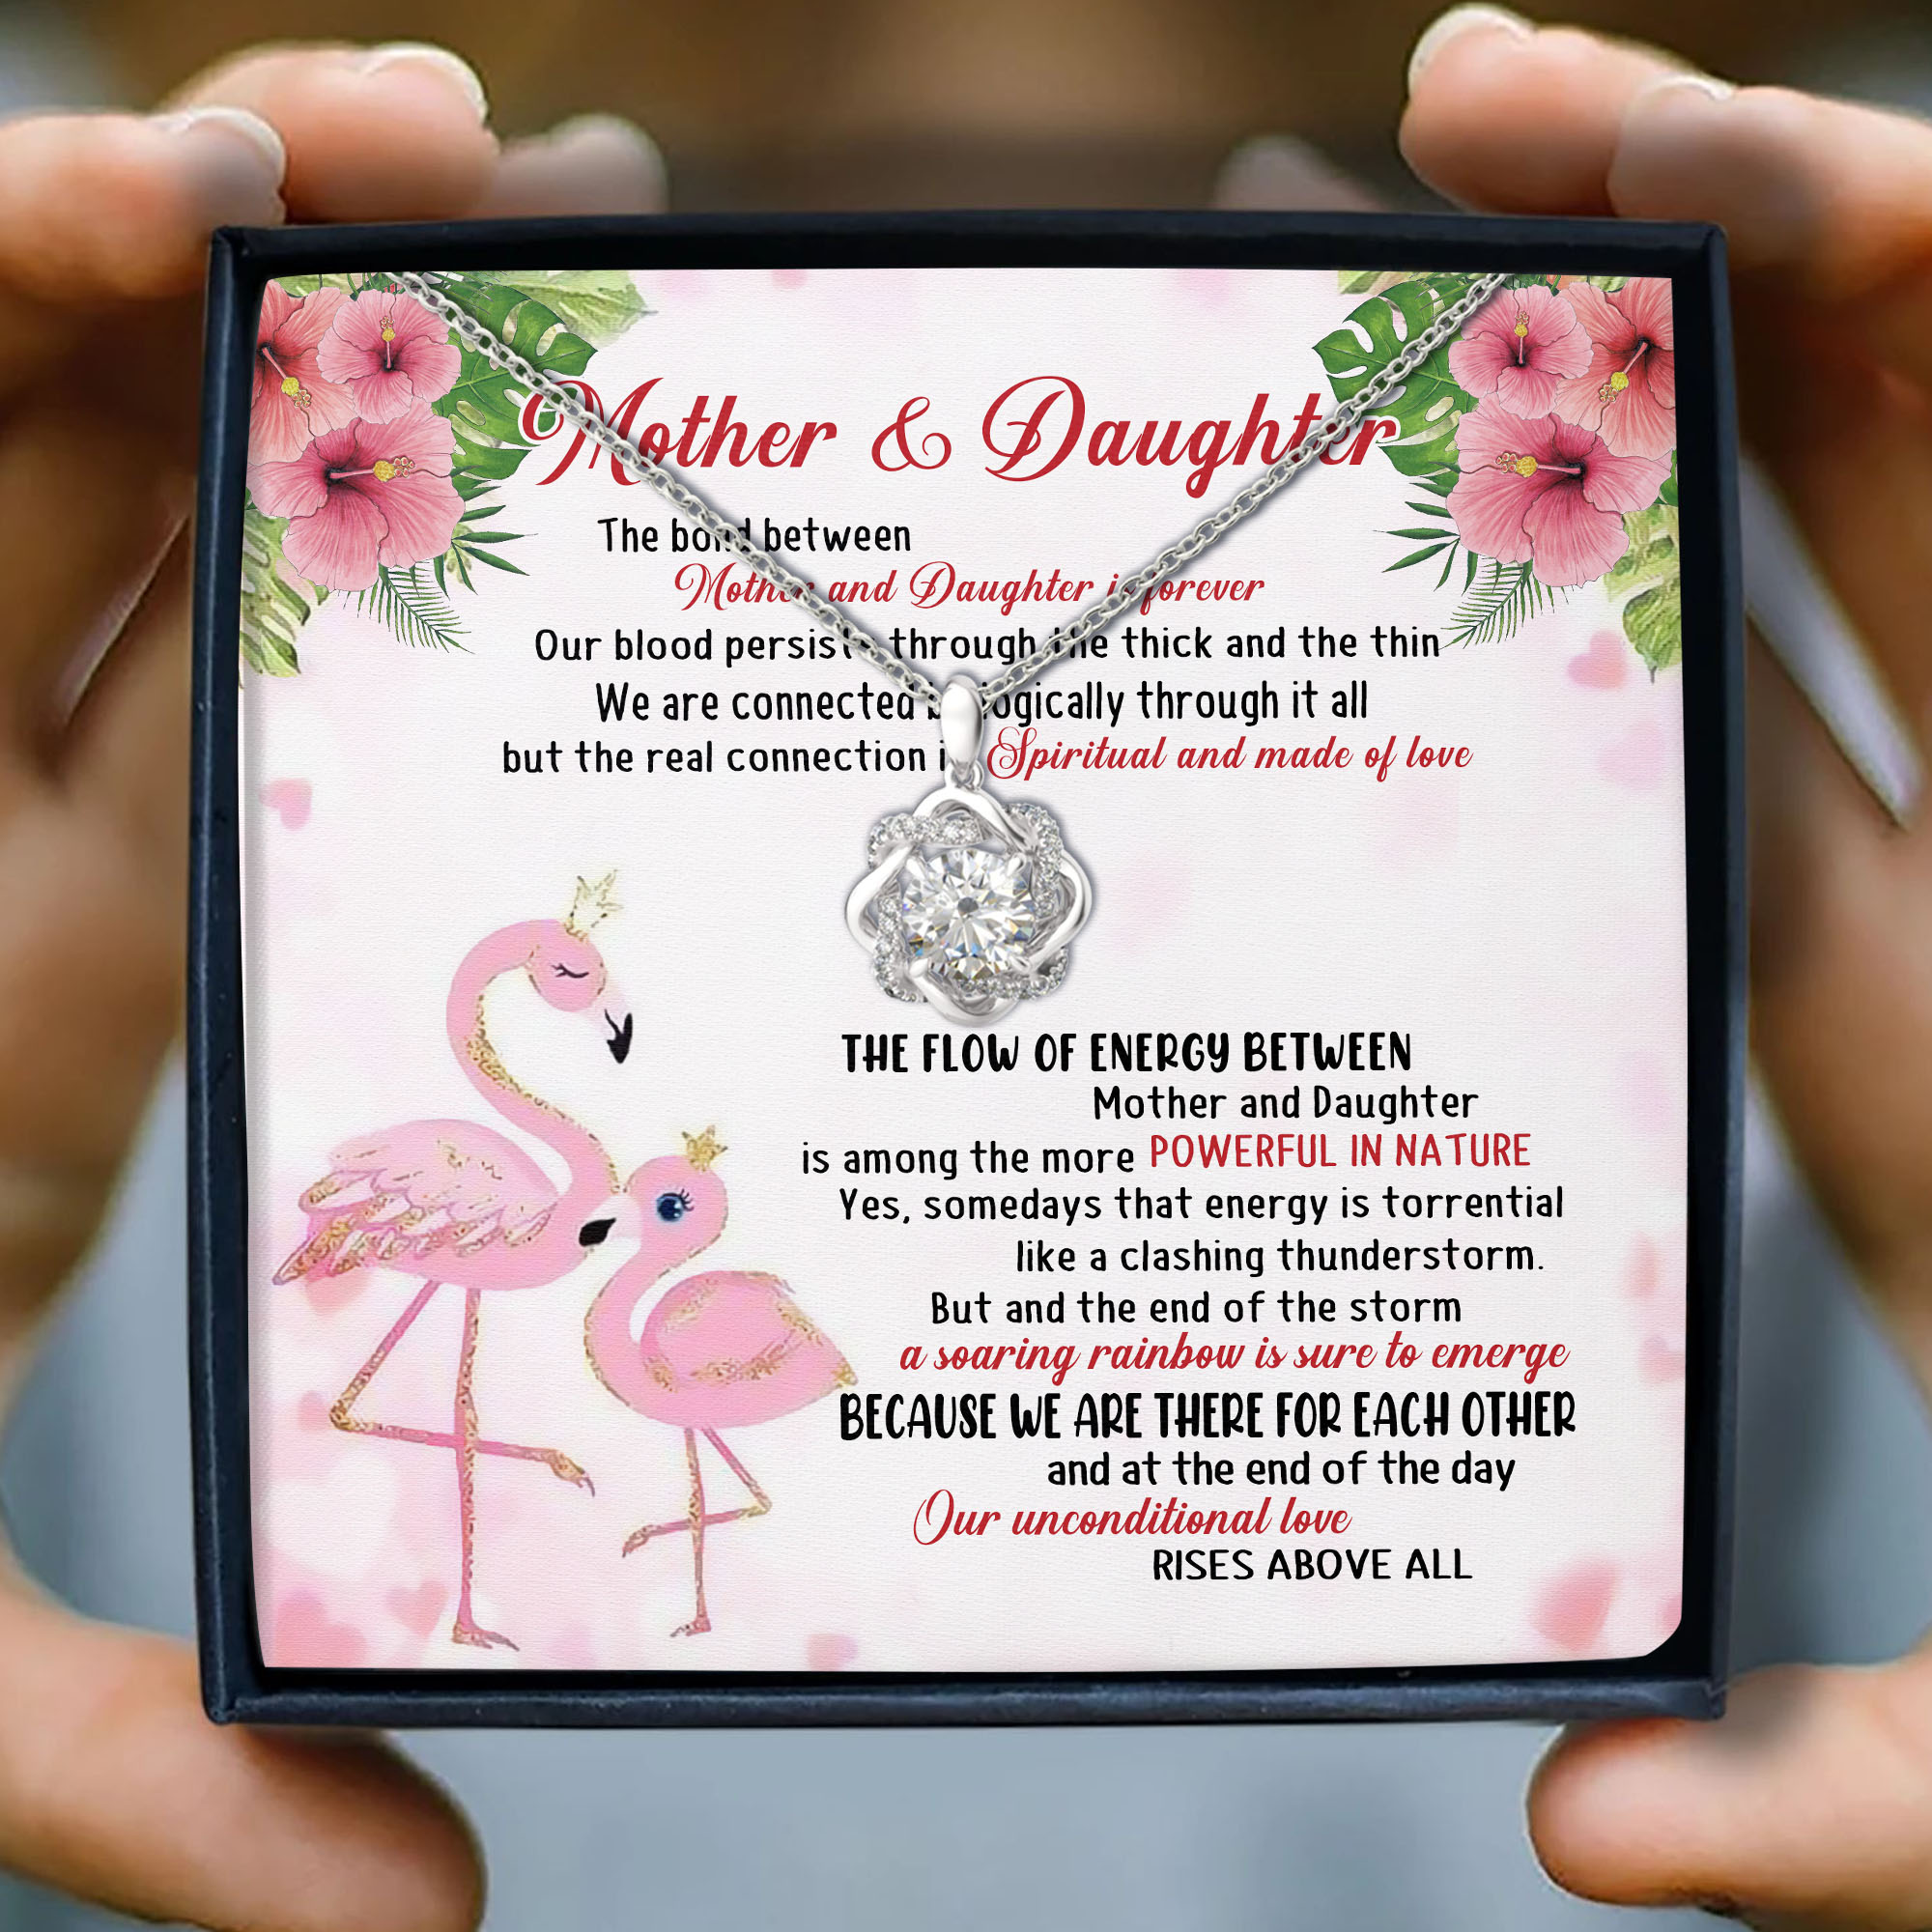 Mother & Daughter
The bond between
Mother and Daughter is forever
Our blood persists through the thick and the thin
We are connected biologically through it all
but the real connection is Spiritual and made of love
THE FLOW OF ENERGY BETWEEN
Mother and Daughter
is among the more POWERFUL IN NATURE
Yes, somedays that energy is torrential
like a clashing thunderstorm.
But and the end of the storm
a soaring rainbow is sure to emerge
BECAUSE WE ARE THERE FOR EACH OTHER
and at the end of the day
Our unconditional love
RISES ABOVE ALL